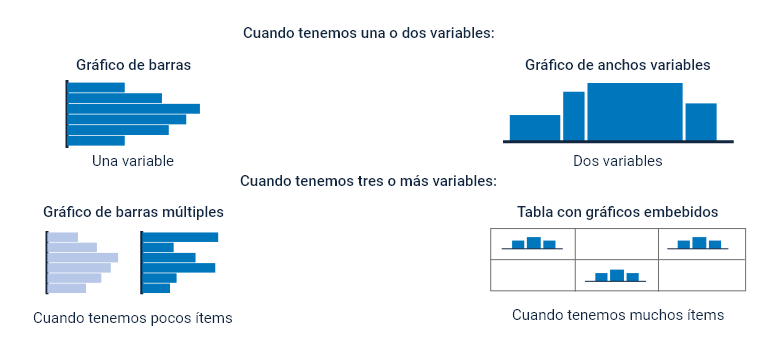 Cuando tenemos una o dos variables:
Gráfico de barras
Gráfico de anchos variables
Una variable
Dos variables
Cuando tenemos tres o más variables:
Gráfico de barras múltiples
Tabla con gráficos embebidos
Cuando tenemos pocos ítems
Cuando tenemos muchos ítems